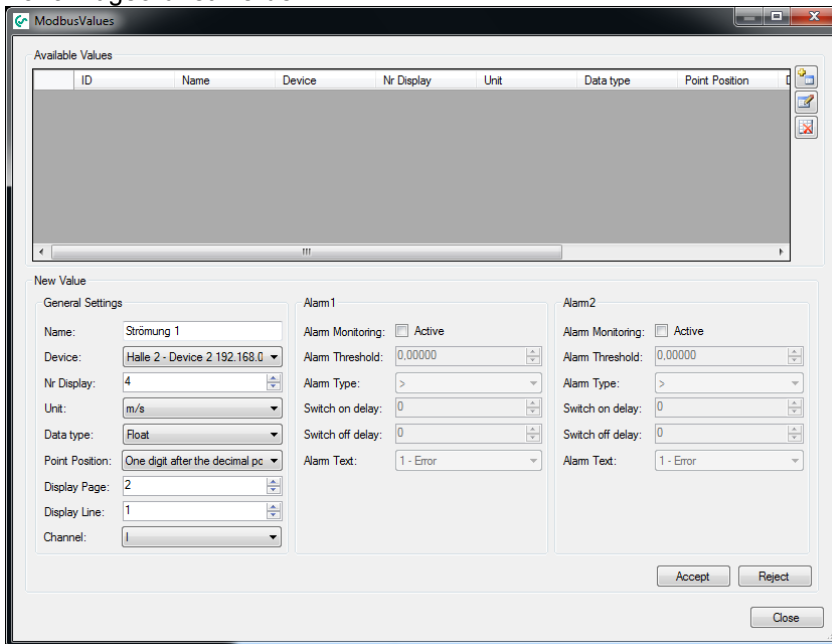 ModbusValues
Available Values
ID Name Device Nr Display Unit Data type Point Position
New Value
General Settings Alarm1 Alarm2
Name: Strömung 1 Alarm Monitoring: Active Alarm Monitoring: Active
Device: Halle 2 - Device 2 192.168.0 Alarm Threshold: 0,00000 Alarm Threshold: 0,00000
Nr Display: 4 Alarm Type: > Alarm Type: >
Unit: m/s Switch on delay: 0 Switch on delay: 0
Data type: Float Switch off delay: 0 Switch off delay: 0
Point Position: One digit after the decimal pc Alarm Text: 1 - Error Alarm Text: 1 - Error
Display Page: 2
Display Line: 1
Channel: I
Accept Reject
Close